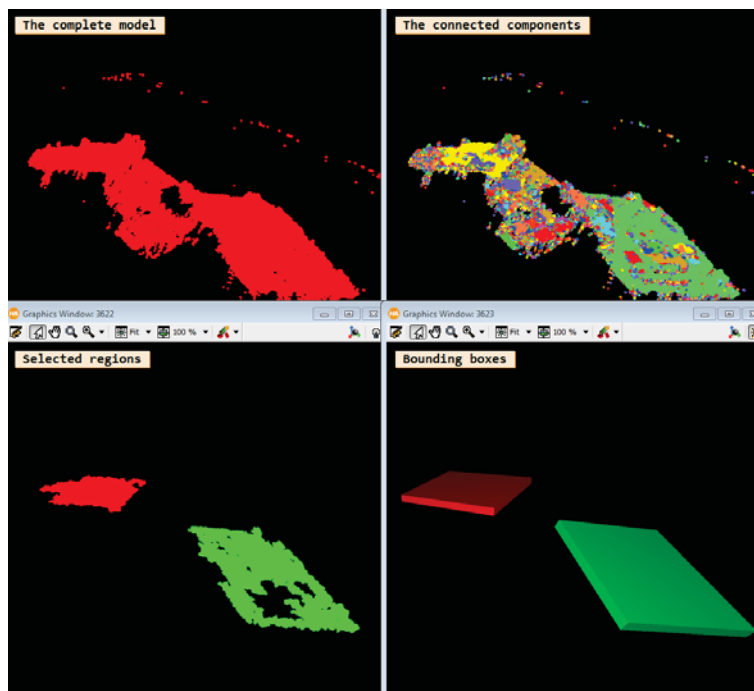 The complete model
The connected components
Graphics Window: 3622
Graphics Window: 3623
Fit
100 %
Fit
100 %
Selected regions
Bounding boxes